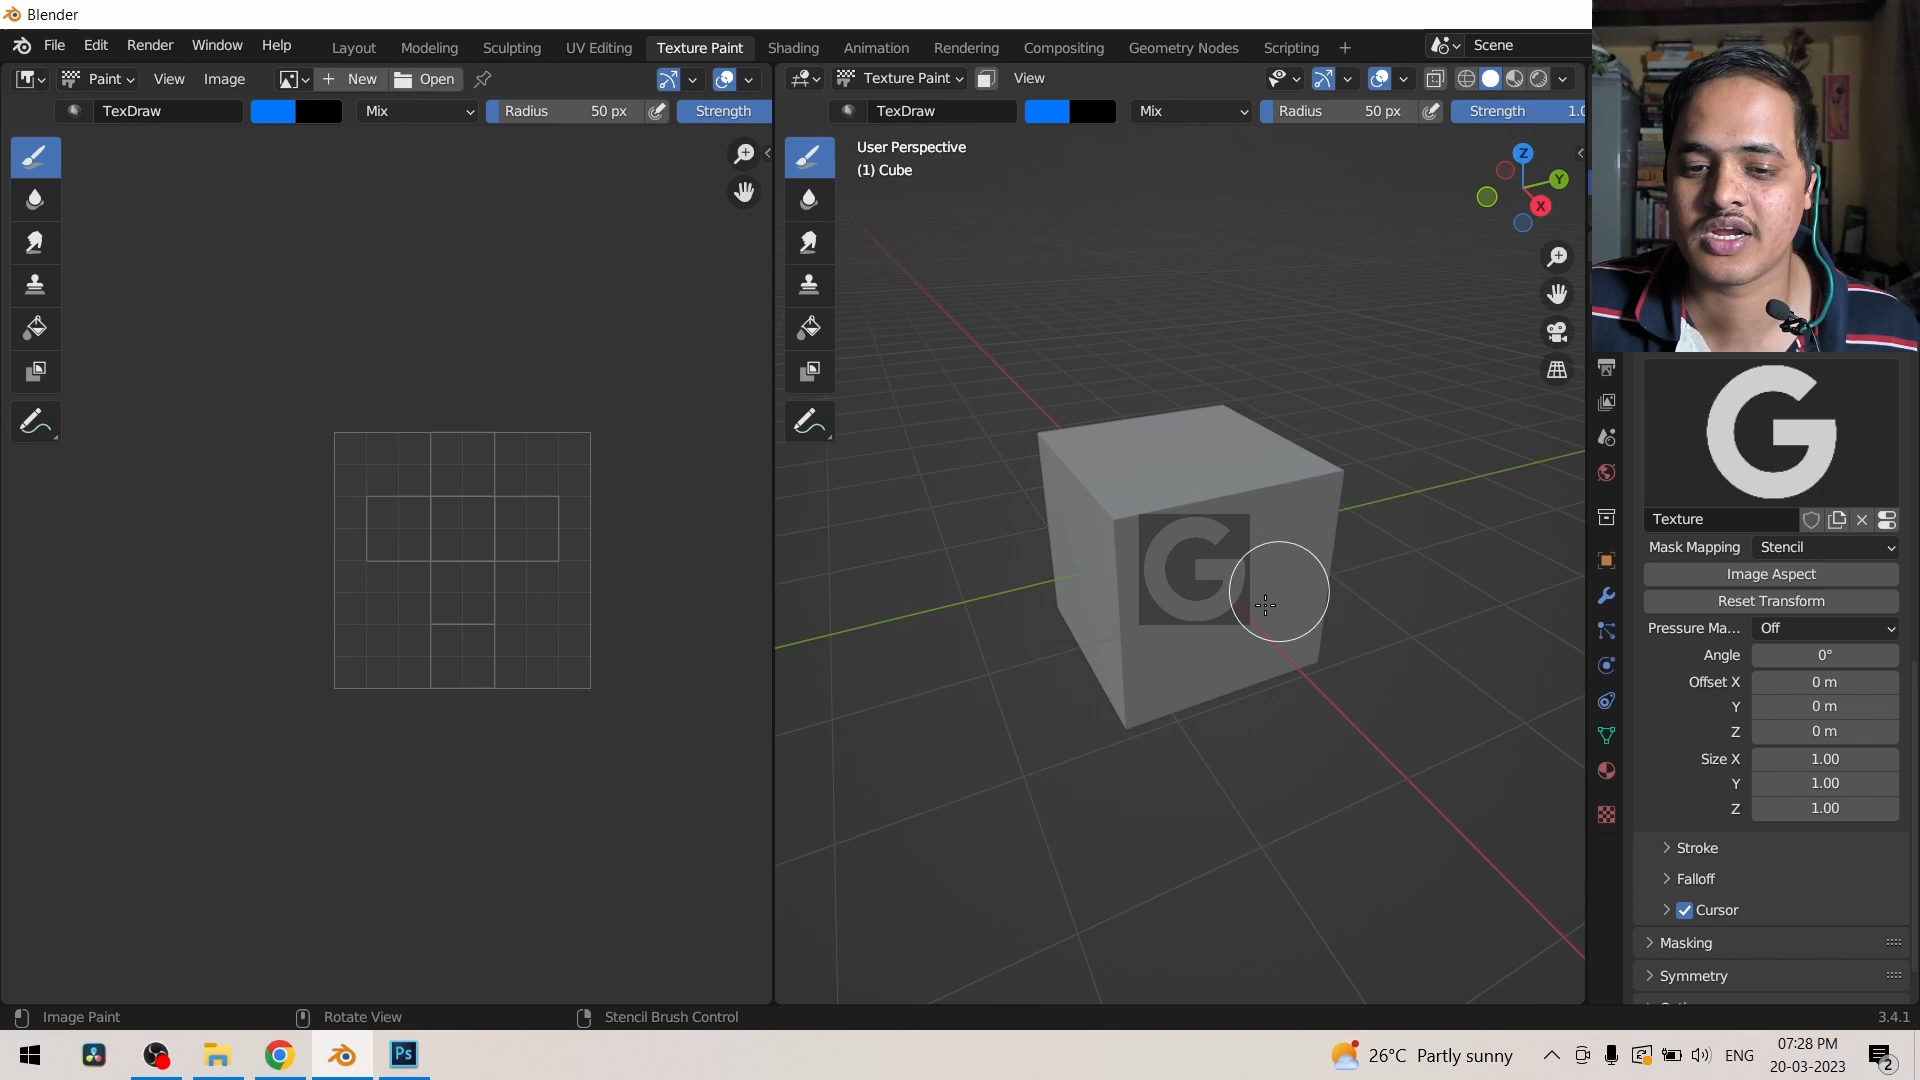 Blender
File Edit Render Window Help Layout Modeling Sculpting UV Editing Texture Paint Shading Animation Rendering Compositing Geometry Nodes Scripting + Scene
Paint View Image + New Open
Texture Paint View
TexDraw Mix Radius 50 px Strength
TexDraw Mix Radius 50 px Strength 1.0
User Perspective
(1) Cube
Z
Y
X
G
G
Texture
Mask Mapping Stencil
Image Aspect
Reset Transform
Pressure Ma... Off
Angle 0°
Offset X 0 m
Y 0 m
Z 0 m
Size X 1.00
Y 1.00
Z 1.00
Stroke
Falloff
Cursor
Masking
Symmetry
Image Paint Rotate View Stencil Brush Control 3.4.1
Ps 26°C Partly sunny ENG 07:28 PM
20-03-2023
2